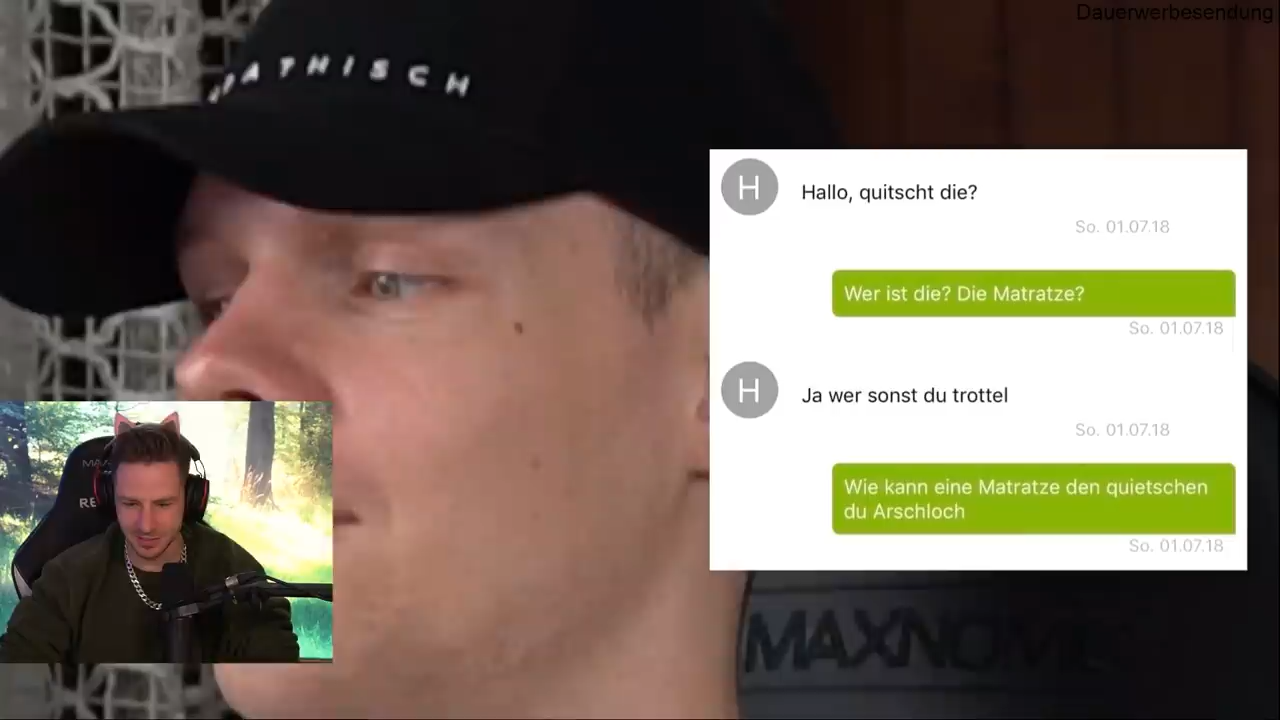 Dauerwerbesendung
H
Hallo, quitscht die?
So. 01.07.18
Wer ist die? Die Matratze?
So. 01.07.18
H
Ja wer sonst du trottel
So. 01.07.18
Wie kann eine Matratze den quietschen
du Arschloch
So. 01.07.18